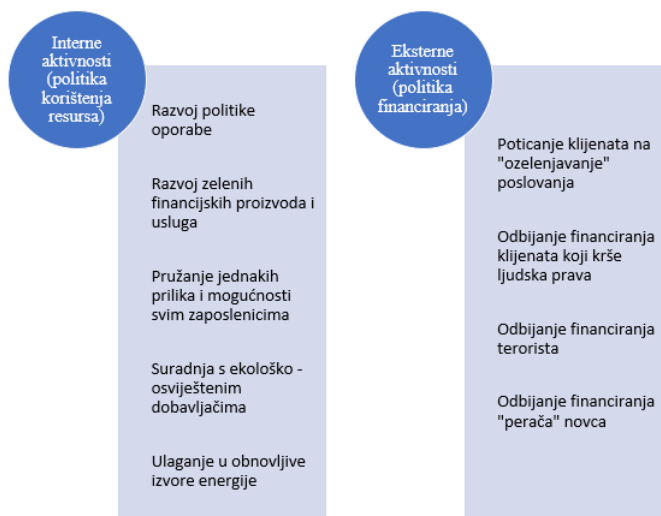 Interne
aktivnosti
(politika
korištenja
resursa)
Razvoj politike
oporabe
Razvoj zelenih
financijskih proizvoda i
usluga
Pružanje jednakih
prilika i mogućnosti
svim zaposlenicima
Suradnja s ekološko -
osviještenim
dobavljačima
Ulaganje u obnovljive
izvore energije
Eksterne
aktivnosti
(politika
financiranja)
Poticanje klijenata na
"ozelenjavanje"
poslovanja
Odbijanje financiranja
klijenata koji krše
ljudska prava
Odbijanje financiranja
terorista
Odbijanje financiranja
"perača" novca